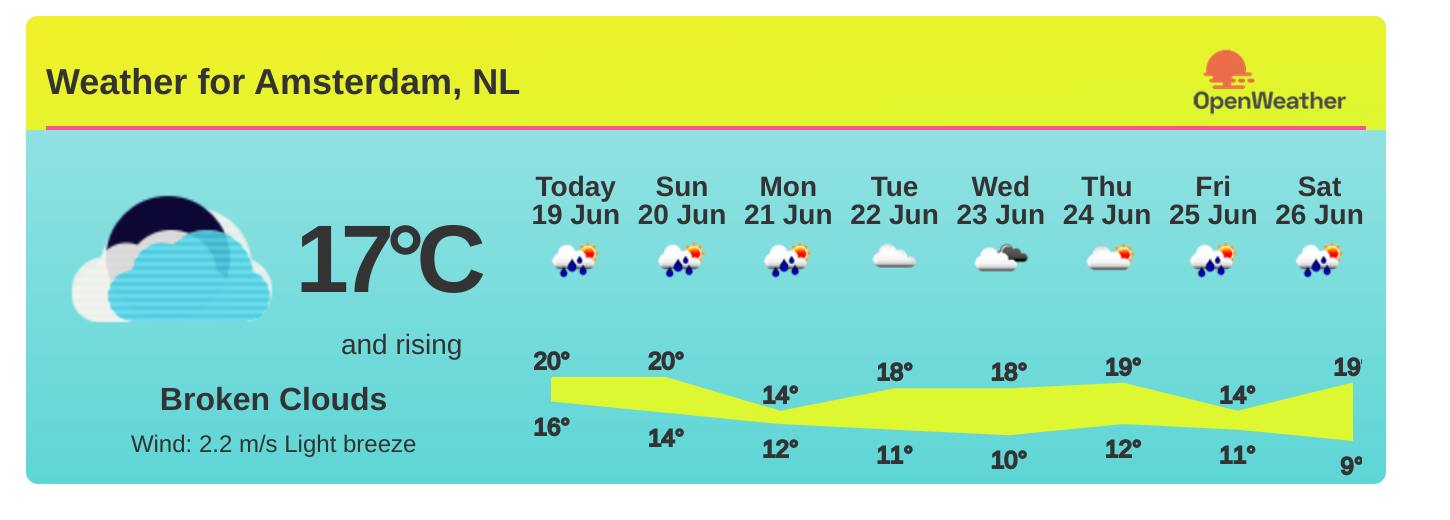 Weather for Amsterdam, NL
OpenWeather
17°C
and rising
Broken Clouds
Wind: 2.2 m/s Light breeze
Today Sun Mon Tue Wed Thu Fri Sat
19 Jun 20 Jun 21 Jun 22 Jun 23 Jun 24 Jun 25 Jun 26 Jun
20° 20° 14° 18° 18° 19° 14° 19°
16° 14° 12° 11° 10° 12° 11° 9°